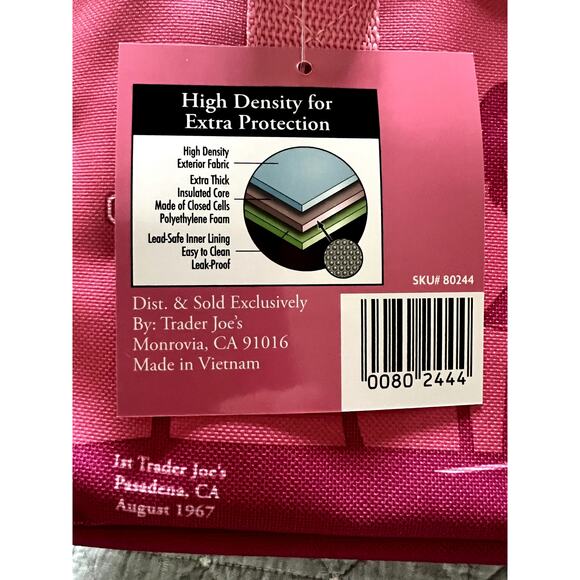 High Density for
Extra Protection
High Density
Exterior Fabric
Extra Thick
Insulated Core
Made of Closed Cells
Polyethylene Foam
Lead-Safe Inner Lining
Easy to Clean
Leak-Proof
SKU# 80244
Dist. & Sold Exclusively
By: Trader Joe's
Monrovia, CA 91016
Made in Vietnam
0080 2444
1st Trader Joe's
Pasadena, CA
August 1967